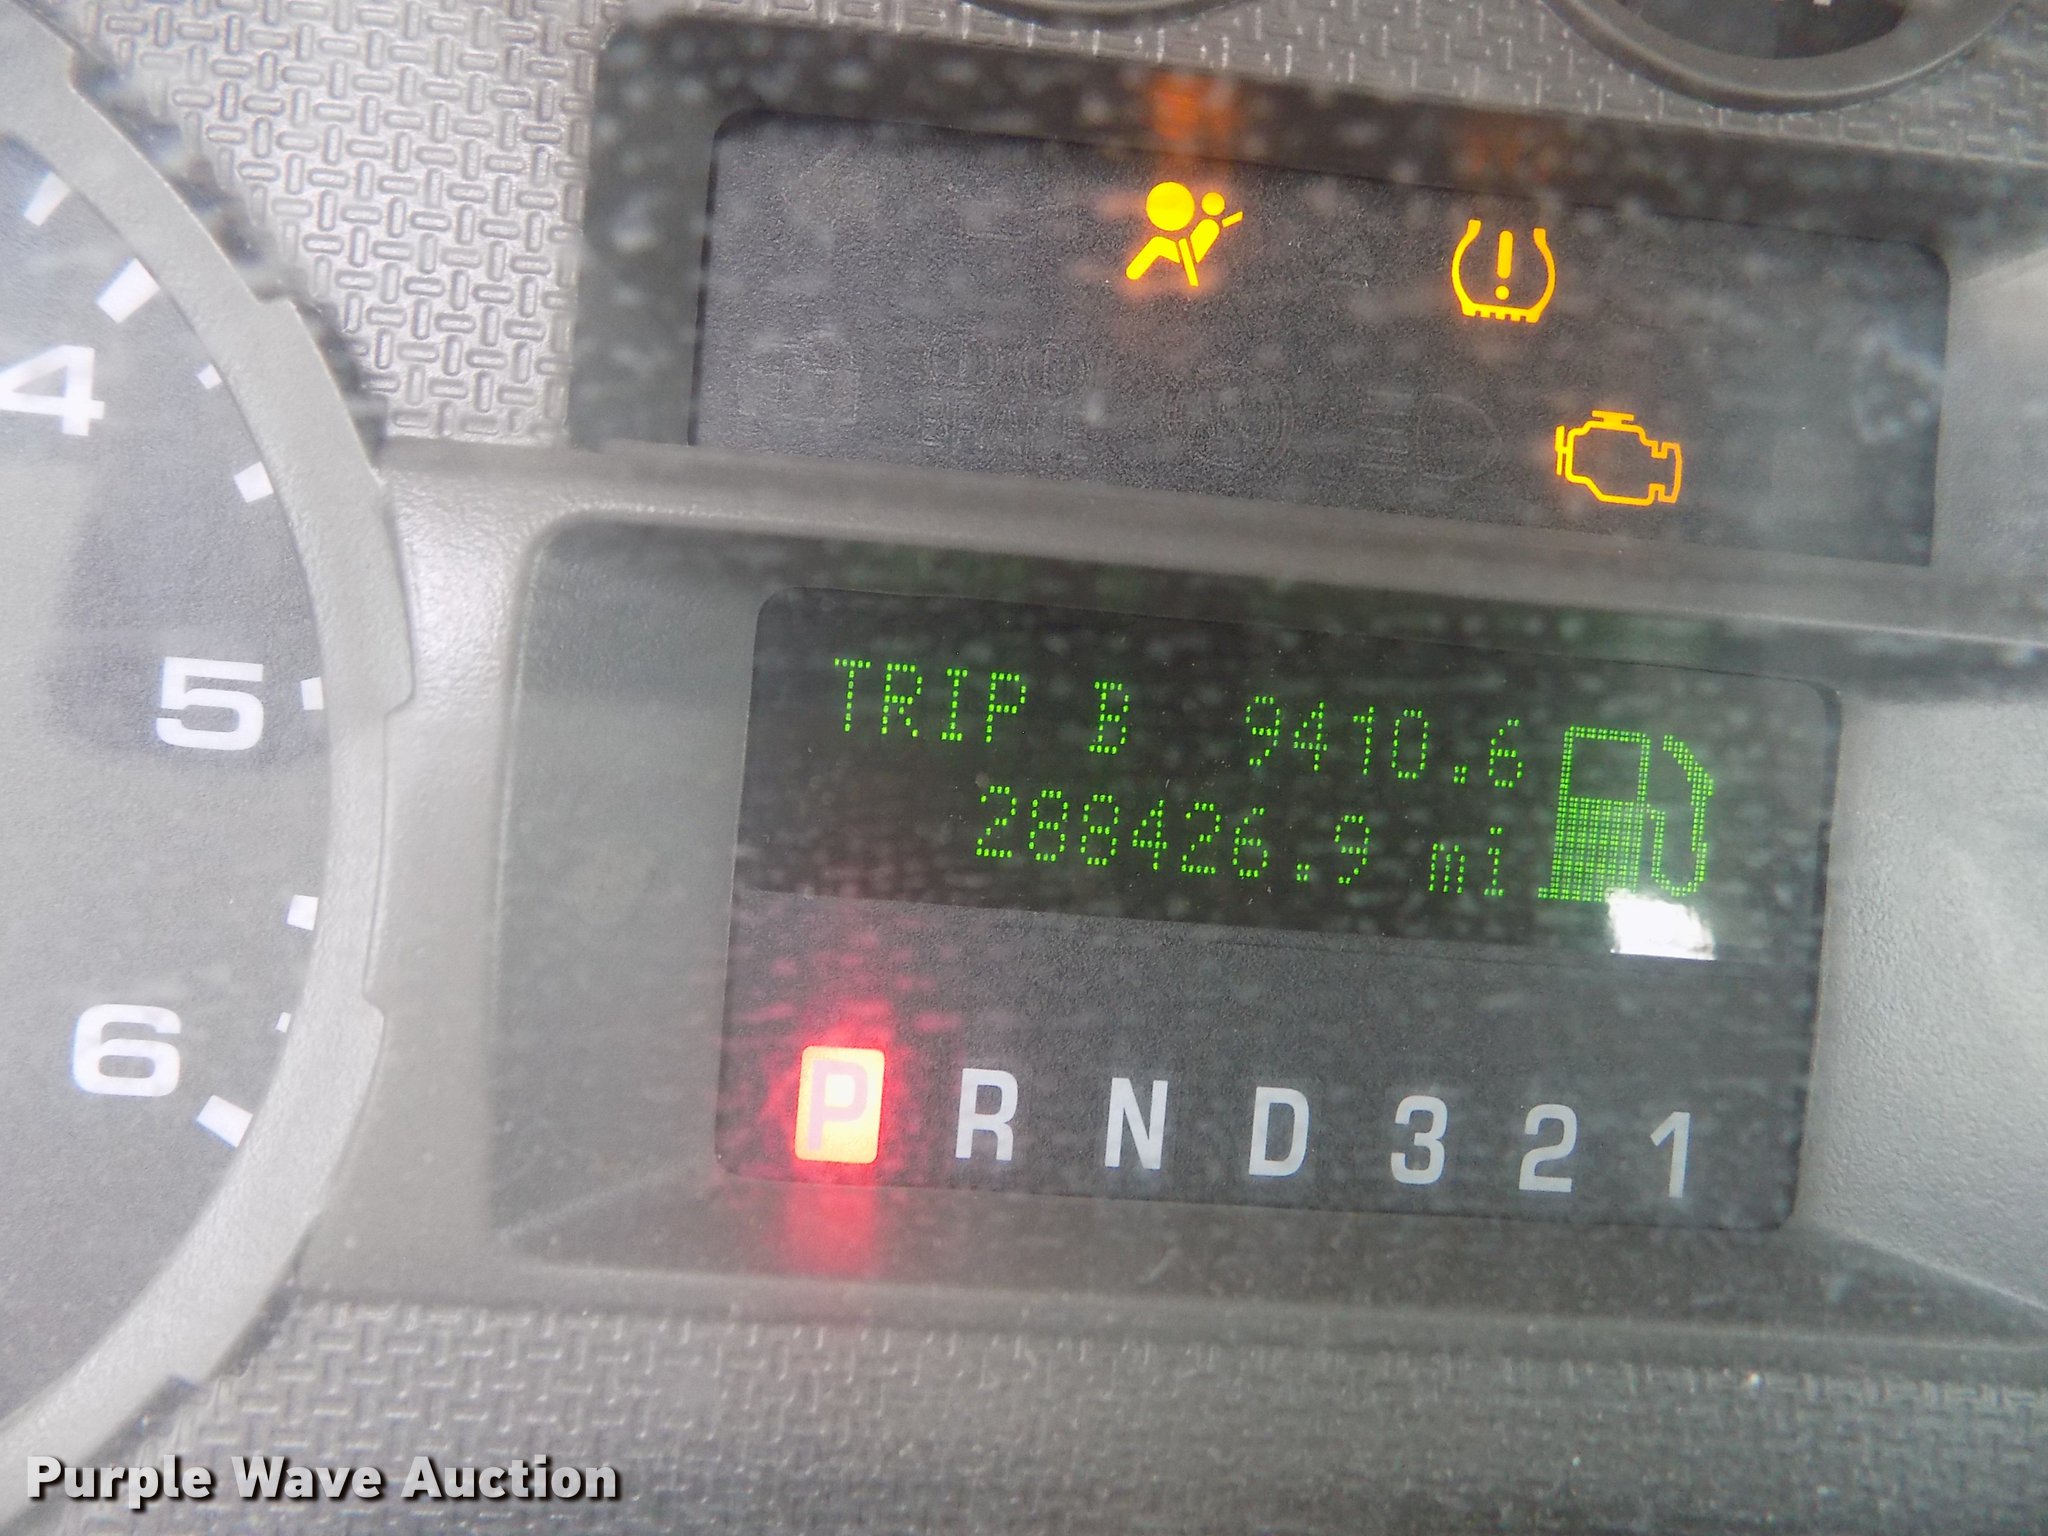 4
5
6
TRIP B 9410.6
288426.9 mi
P R N D 3 2 1
Purple Wave Auction